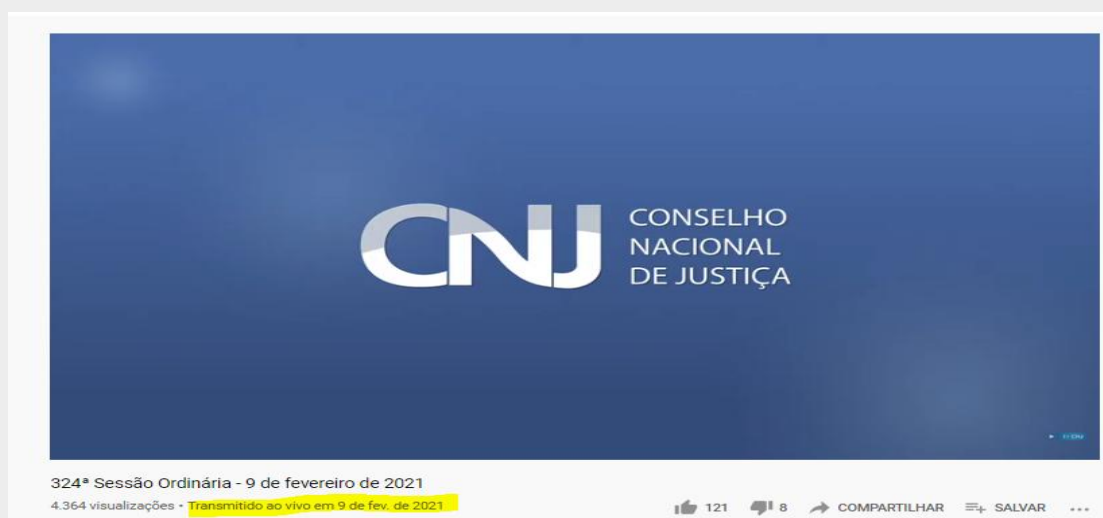 CNJ
CONSELHO
NACIONAL
DE JUSTIÇA
324ª Sessão Ordinária - 9 de fevereiro de 2021
4.364 visualizações • Transmitido ao vivo em 9 de fev. de 2021
121 8 COMPARTILHAR SALVAR ...